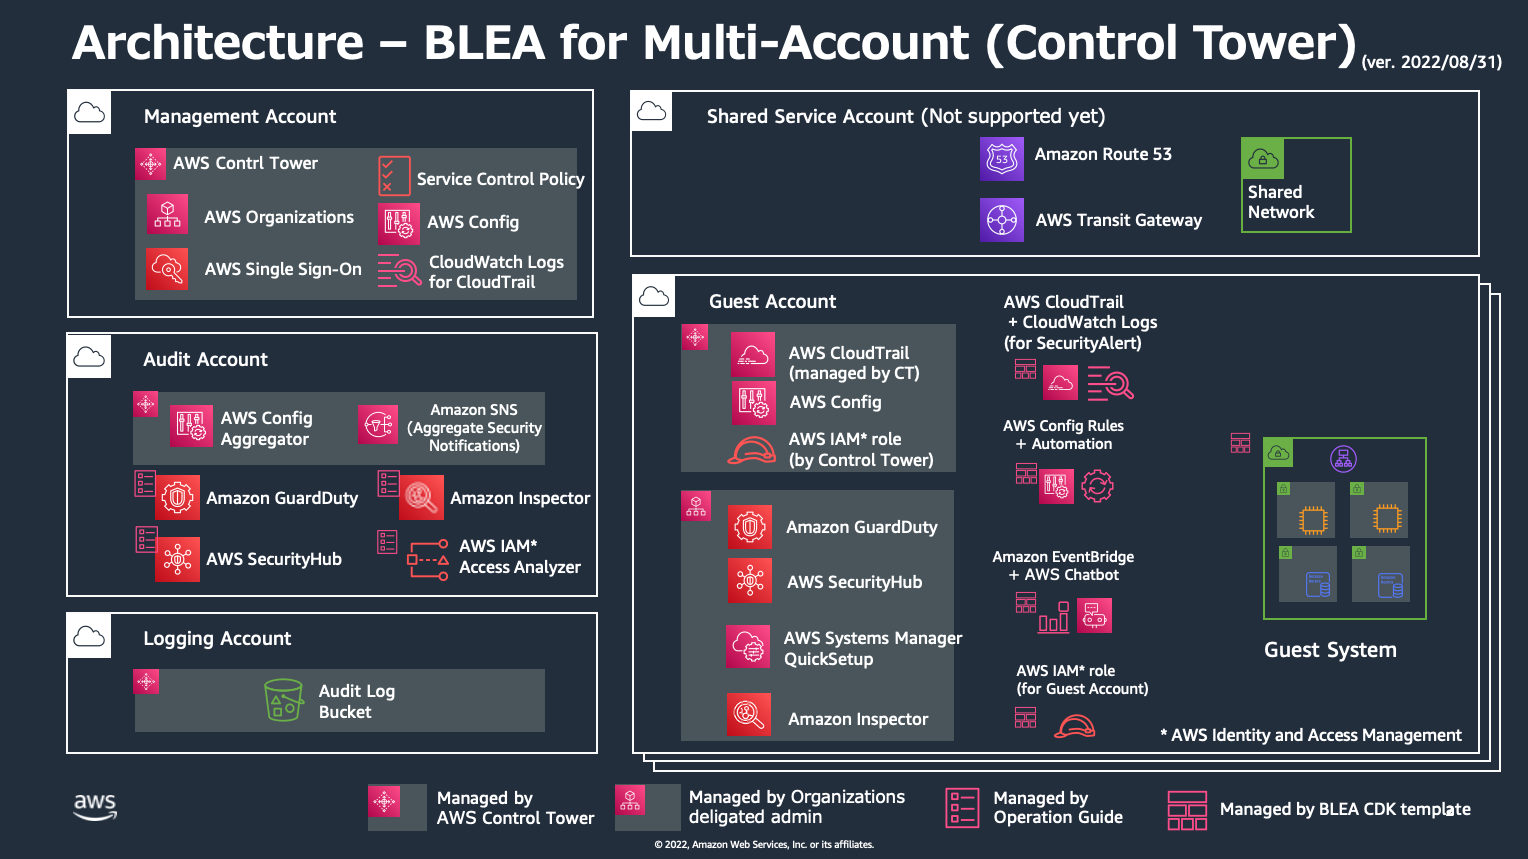 Architecture – BLEA for Multi-Account (Control Tower) (ver. 2022/08/31)
Management Account
AWS Contrl Tower
AWS Organizations
AWS Single Sign-On
Service Control Policy
AWS Config
CloudWatch Logs
for CloudTrail
Audit Account
AWS Config
Aggregator
Amazon SNS
(Aggregate Security
Notifications)
Amazon GuardDuty
Amazon Inspector
AWS SecurityHub
AWS IAM*
Access Analyzer
Logging Account
Audit Log
Bucket
Shared Service Account (Not supported yet)
53
Amazon Route 53
AWS Transit Gateway
Shared
Network
Guest Account
AWS CloudTrail
(managed by CT)
AWS Config
AWS IAM* role
(by Control Tower)
Amazon GuardDuty
AWS SecurityHub
AWS Systems Manager
QuickSetup
Amazon Inspector
AWS CloudTrail
+ CloudWatch Logs
(for SecurityAlert)
AWS Config Rules
+ Automation
Amazon EventBridge
+ AWS Chatbot
AWS IAM* role
(for Guest Account)
Guest System
* AWS Identity and Access Management
aws
Managed by
AWS Control Tower
Managed by Organizations
deligated admin
Managed by
Operation Guide
Managed by BLEA CDK template
© 2022, Amazon Web Services, Inc. or its affiliates.